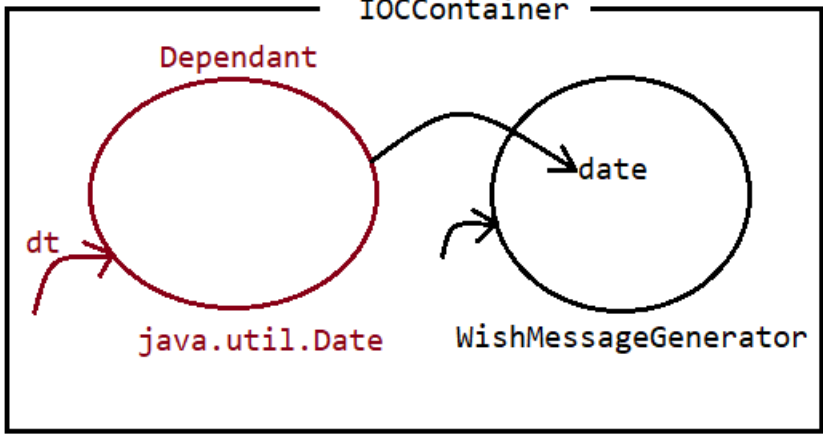 IOCContainer
Dependant
date
dt
java.util.Date
WishMessageGenerator